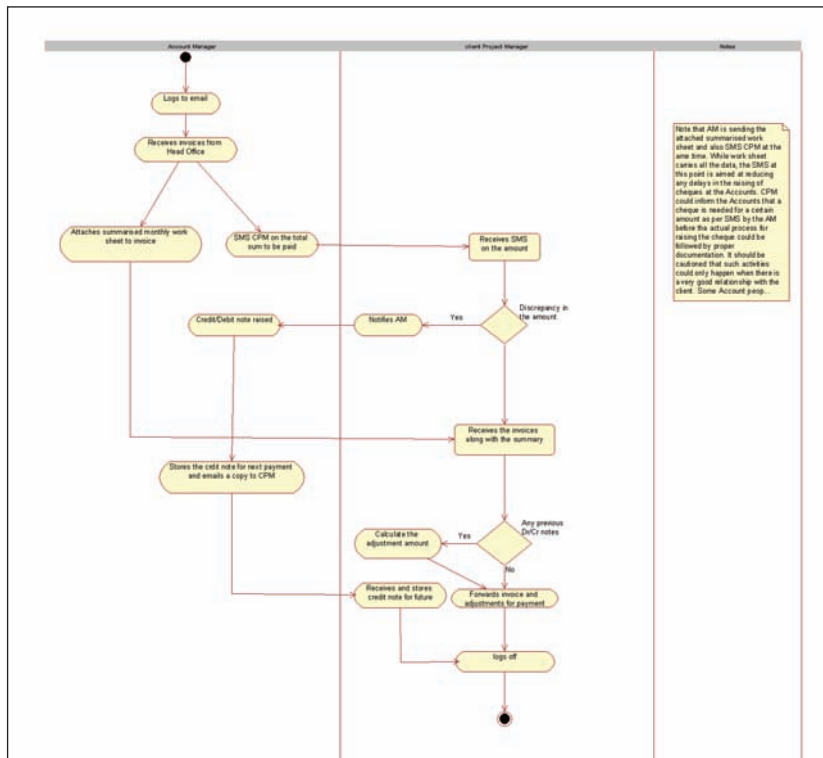 Account Manager
client Project Manager
Notes
Logs to email
Receives invoices from
Head Office
Attaches summarised monthly work
sheet to invoice
SMS CPM on the total
sum to be paid
Receives SMS
on the amount
Note that AM is sending the
attached summarised work
sheet and also SMS CPM at the
ame time. While work sheet
carries all the data, the SMS at
this point is aimed at reducing
any delays in the raising of
cheques at the Accounts. CPM
could inform the Accounts that a
cheque is needed for a certain
amount as per SMS by the AM
before tha actual process for
raising the cheque could be
followed by proper
documentation. It should be
cautioned that such activities
could only happen when there is
a very good relationship with the
client. Some Account peop...
Discrepancy in
the amount
Yes
Notifies AM
Credit/Debit note raised
Receives the invoices
along with the summary
Stores the crdit note for next payment
and emails a copy to CPM
Any previous
Dr/Cr notes
Yes
Calculate the
adjustment amount
No
Receives and stores
credit note for future
Forwards invoice and
adjustments for payment
logs off